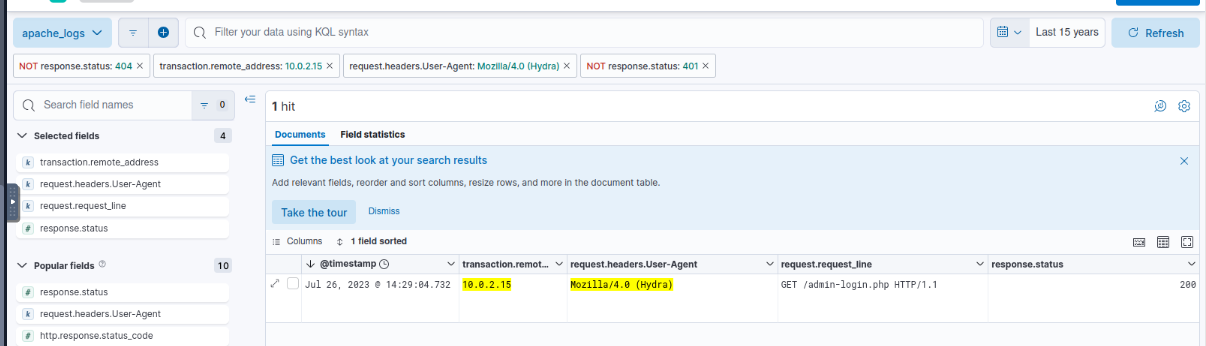 apache_logs
Filter your data using KQL syntax
Last 15 years
Refresh
NOT response.status: 404 ×
transaction.remote_address: 10.0.2.15 ×
request.headers.User-Agent: Mozilla/4.0 (Hydra) ×
NOT response.status: 401 ×
Search field names
0
Selected fields
4
k transaction.remote_address
k request.headers.User-Agent
k request.request_line
# response.status
Popular fields
10
# response.status
k request.headers.User-Agent
# http.response.status_code
1 hit
Documents
Field statistics
Get the best look at your search results
Add relevant fields, reorder and sort columns, resize rows, and more in the document table.
Take the tour
Dismiss
Columns
1 field sorted
@timestamp
transaction.remot...
request.headers.User-Agent
request.request_line
response.status
Jul 26, 2023 @ 14:29:04.732
10.0.2.15
Mozilla/4.0 (Hydra)
GET /admin-login.php HTTP/1.1
200